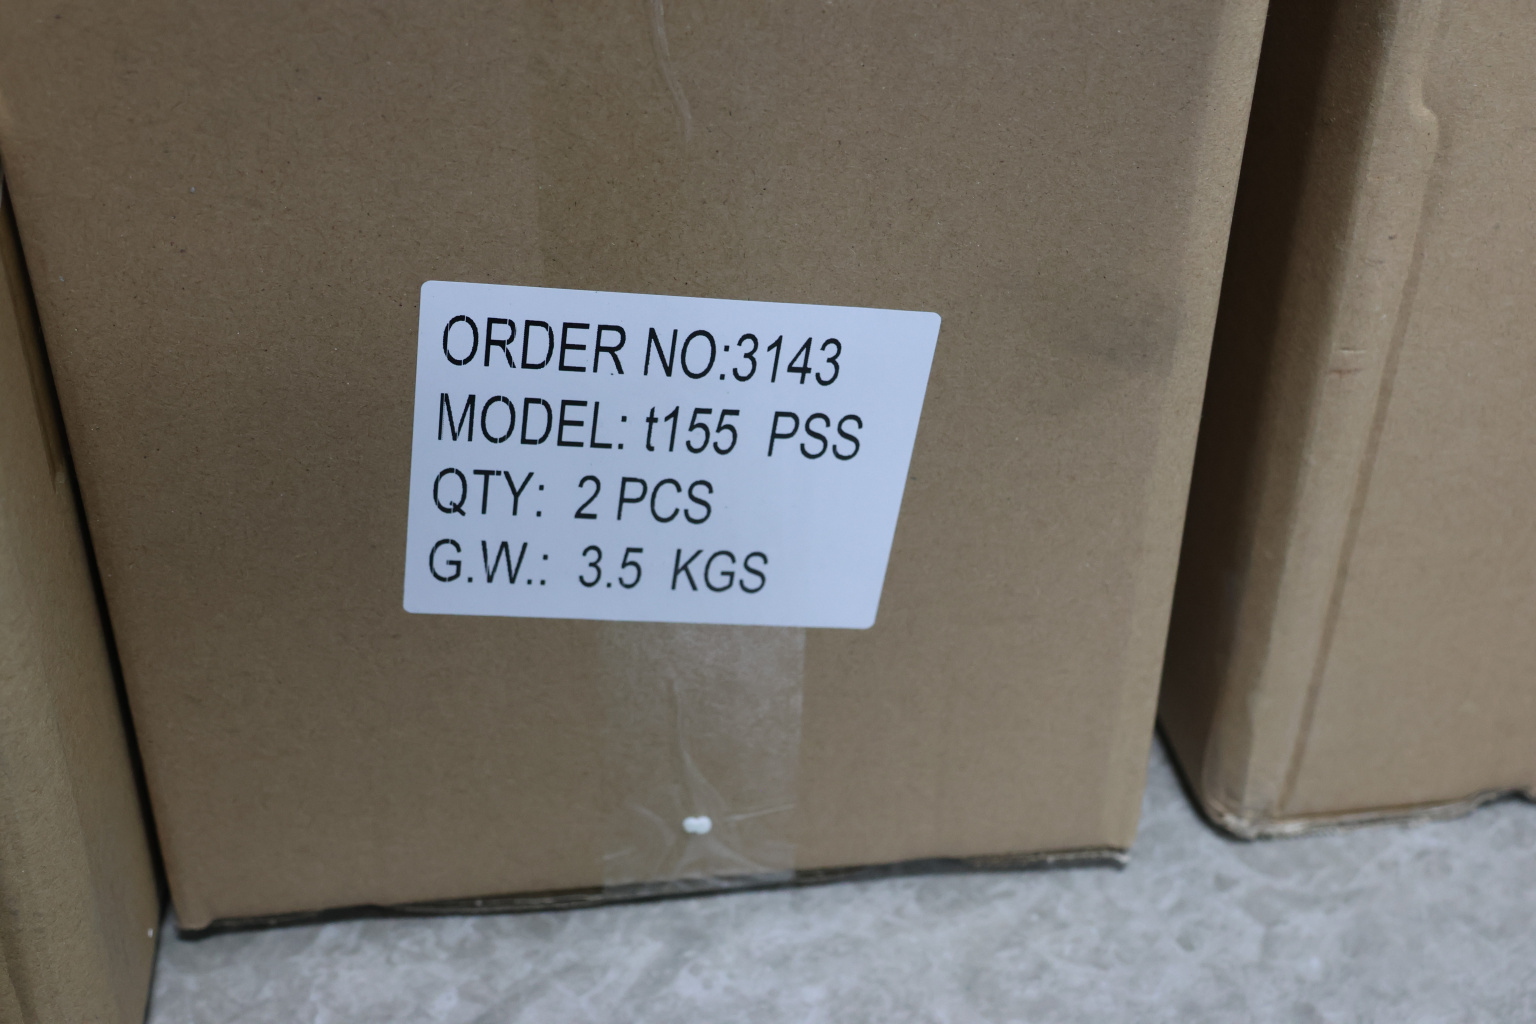 ORDER NO:3143
MODEL: t155 PSS
QTY: 2 PCS
G.W.: 3.5 KGS